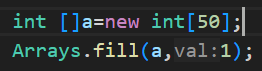 int []a=new int[50];
Arrays.fill(a,val:1);